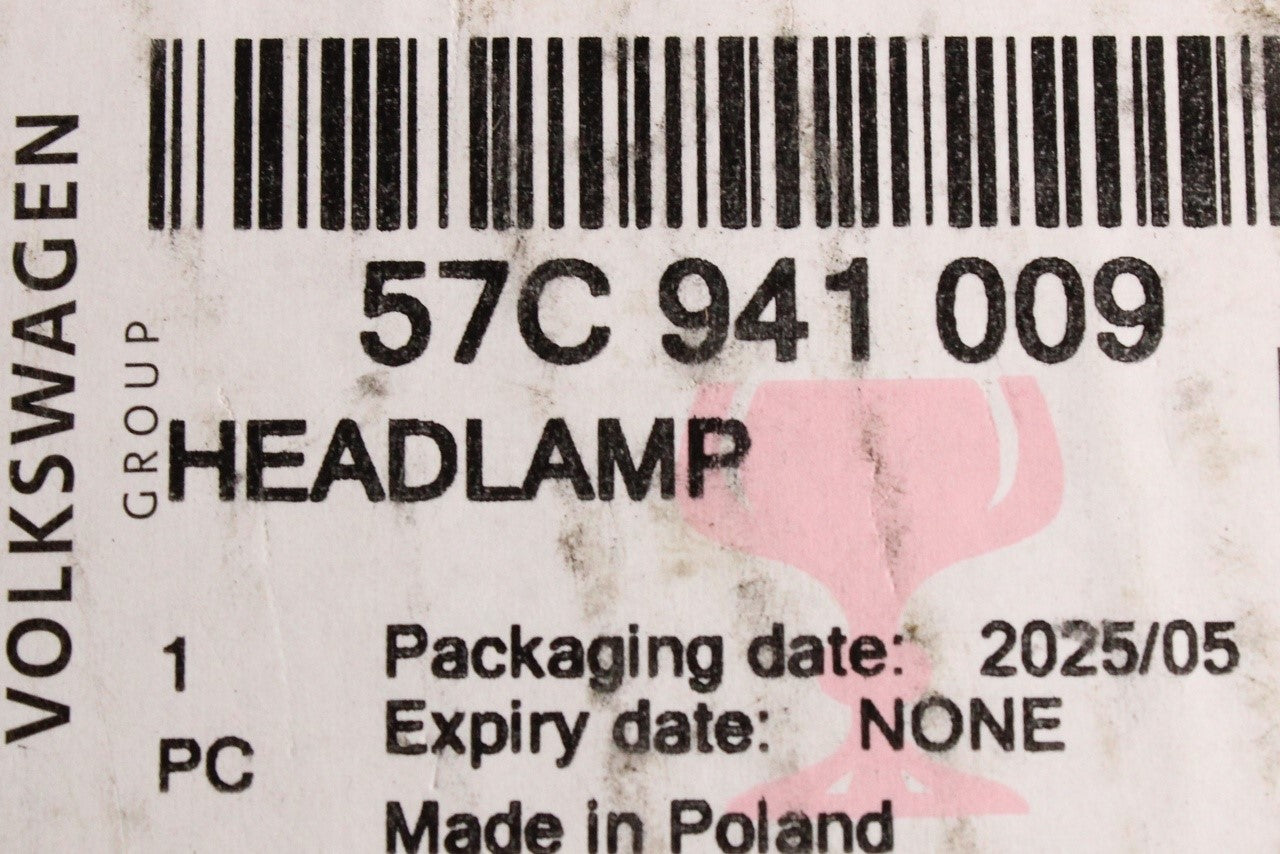 VOLKSWAGEN
GROUP
57C 941 009
HEADLAMP
1
PC
Packaging date: 2025/05
Expiry date: NONE
Made in Poland